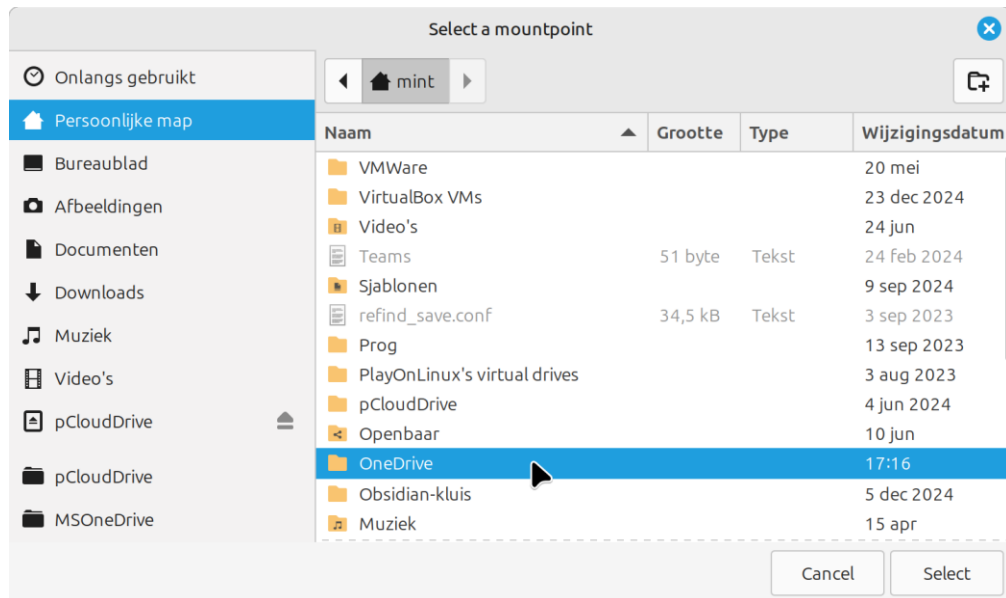 Select a mountpoint
Onlangs gebruikt
Persoonlijke map
Bureaublad
Afbeeldingen
Documenten
Downloads
Muziek
Video's
pCloudDrive
pCloudDrive
MSOneDrive
mint
Naam Grootte Type Wijzigingsdatum
VMWare 20 mei
VirtualBox VMs 23 dec 2024
Video's 24 jun
Teams 51 byte Tekst 24 feb 2024
Sjablonen 9 sep 2024
refind_save.conf 34,5 kB Tekst 3 sep 2023
Prog 13 sep 2023
PlayOnLinux's virtual drives 3 aug 2023
pCloudDrive 4 jun 2024
Openbaar 10 jun
OneDrive 17:16
Obsidian-kluis 5 dec 2024
Muziek 15 apr
Cancel Select